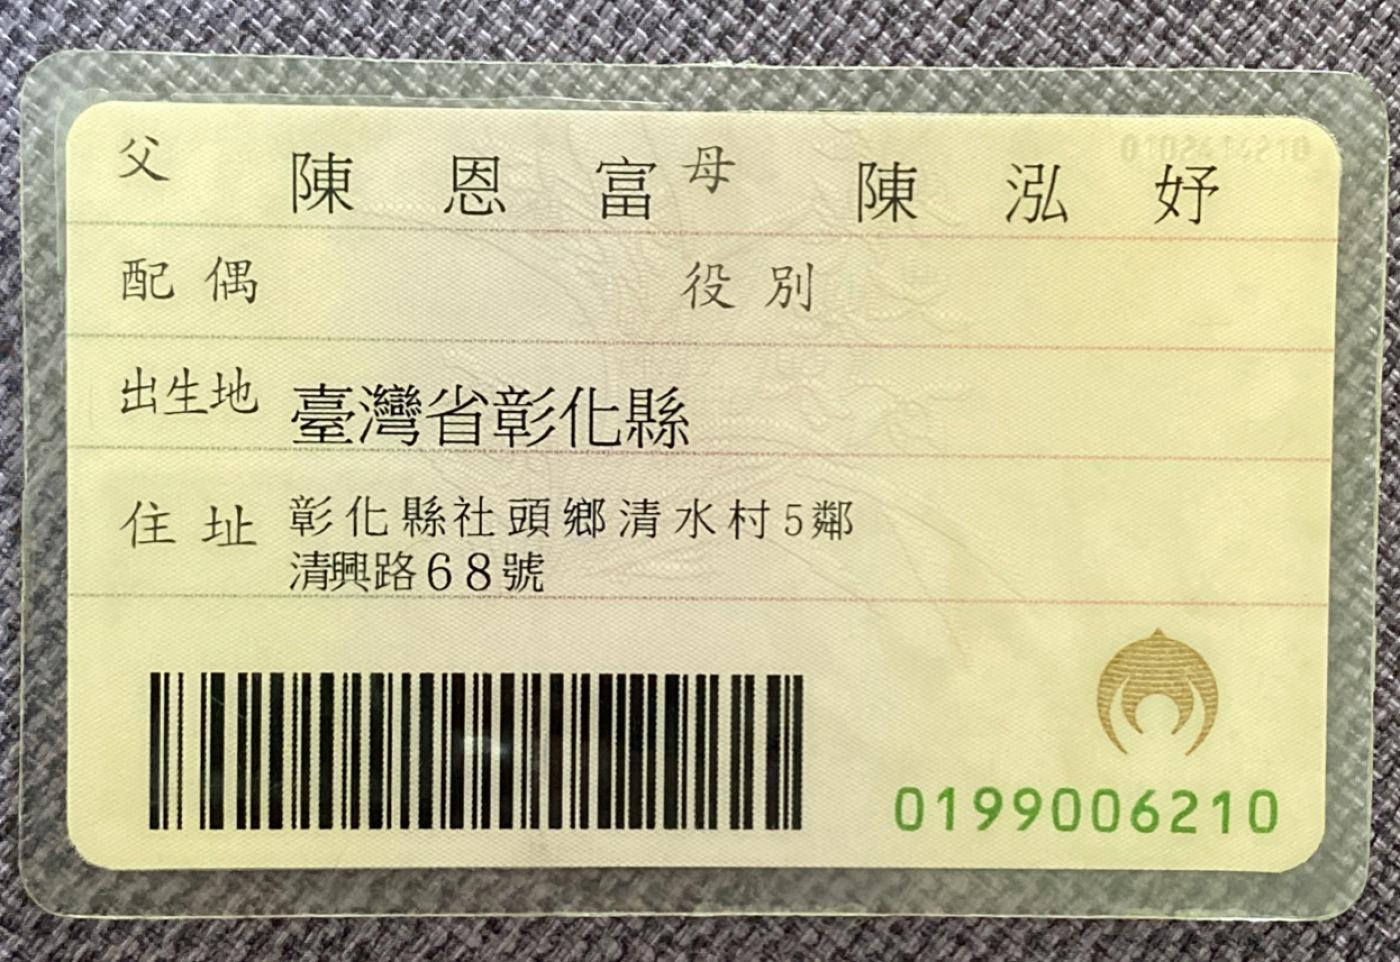 父 陳恩富 母 陳泓妤
配偶 役別
出生地 臺灣省彰化縣
住址 彰化縣社頭鄉清水村5鄰
清興路68號
0199006210